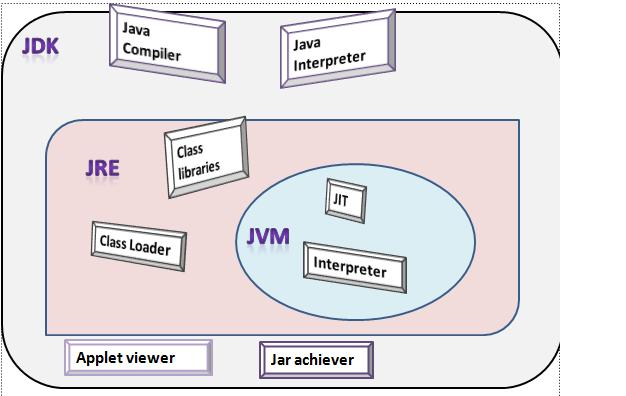 JDK
Java
Compiler
Java
Interpreter
JRE
Class
libraries
JIT
JVM
Class Loader
Interpreter
Applet viewer
Jar achiever